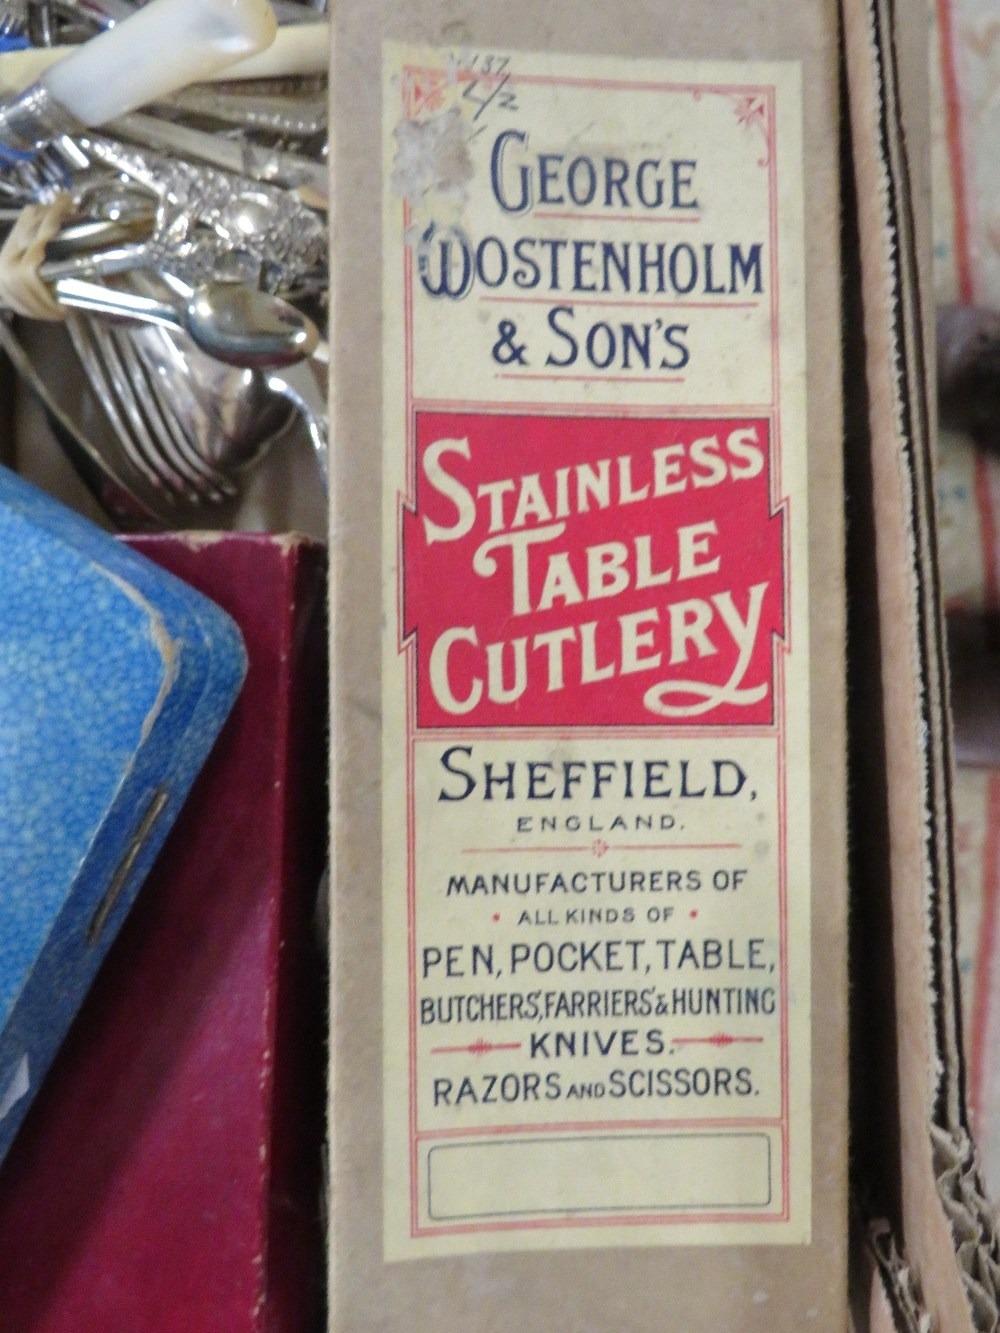 GEORGE
WOSTENHOLM
& SON'S
STAINLESS
TABLE
CUTLERY
SHEFFIELD,
ENGLAND.
MANUFACTURERS OF
• ALL KINDS OF •
PEN, POCKET, TABLE,
BUTCHERS', FARRIERS' & HUNTING
KNIVES.
RAZORS AND SCISSORS.